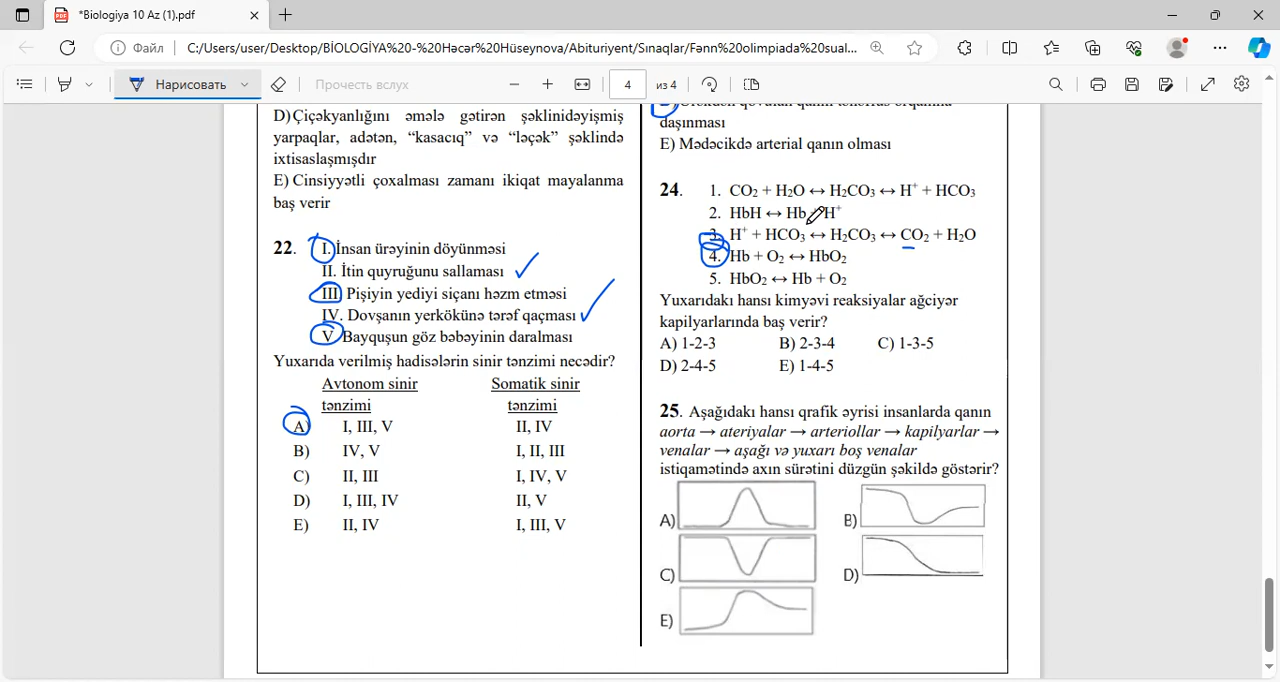 *Biologiya 10 Az (1).pdf
Файл
C:/Users/user/Desktop/BİOLOGİYA%20-%20Həcər%20Hüseynova/Abituriyent/Sınaqlar/Fənn%20olimpiada%20sual...
Нарисовать
Прочесть вслух
4
из 4
D) Çiçəkyanlığını əmələ gətirən şəklinidəyişmiş
yarpaqlar, adətən, “kasacıq” və “ləçək” şəklində
ixtisaslaşmışdır
E) Cinsiyyətli çoxalması zamanı ikiqat mayalanma
baş verir
22. I. İnsan ürəyinin döyünməsi
II. İtin quyruğunu sallaması
III Pişiyin yediyi siçanı həzm etməsi
IV. Dovşanın yerkökünə tərəf qaçması
V Bayquşun göz bəbəyinin daralması
Yuxarıda verilmiş hadisələrin sinir tənzimi necədir?
Avtonom sinir Somatik sinir
tənzimi tənzimi
A) I, III, V II, IV
B) IV, V I, II, III
C) II, III I, IV, V
D) I, III, IV II, V
E) II, IV I, III, V
daşınması
E) Mədəcikdə arterial qanın olması
24. 1. CO₂ + H₂O ↔ H₂CO₃ ↔ H⁺ + HCO₃
2. HbH ↔ Hb H⁺
3. H⁺ + HCO₃ ↔ H₂CO₃ ↔ CO₂ + H₂O
4. Hb + O₂ ↔ HbO₂
5. HbO₂ ↔ Hb + O₂
Yuxarıdakı hansı kimyəvi reaksiyalar ağciyər
kapilyarlarında baş verir?
A) 1-2-3 B) 2-3-4 C) 1-3-5
D) 2-4-5 E) 1-4-5
25. Aşağıdakı hansı qrafik əyrisi insanlarda qanın
aorta → ateriyalar → arteriollar → kapilyarlar →
venalar → aşağı və yuxarı boş venalar
istiqamətində axın sürətini düzgün şəkildə göstərir?
A) B)
C) D)
E)